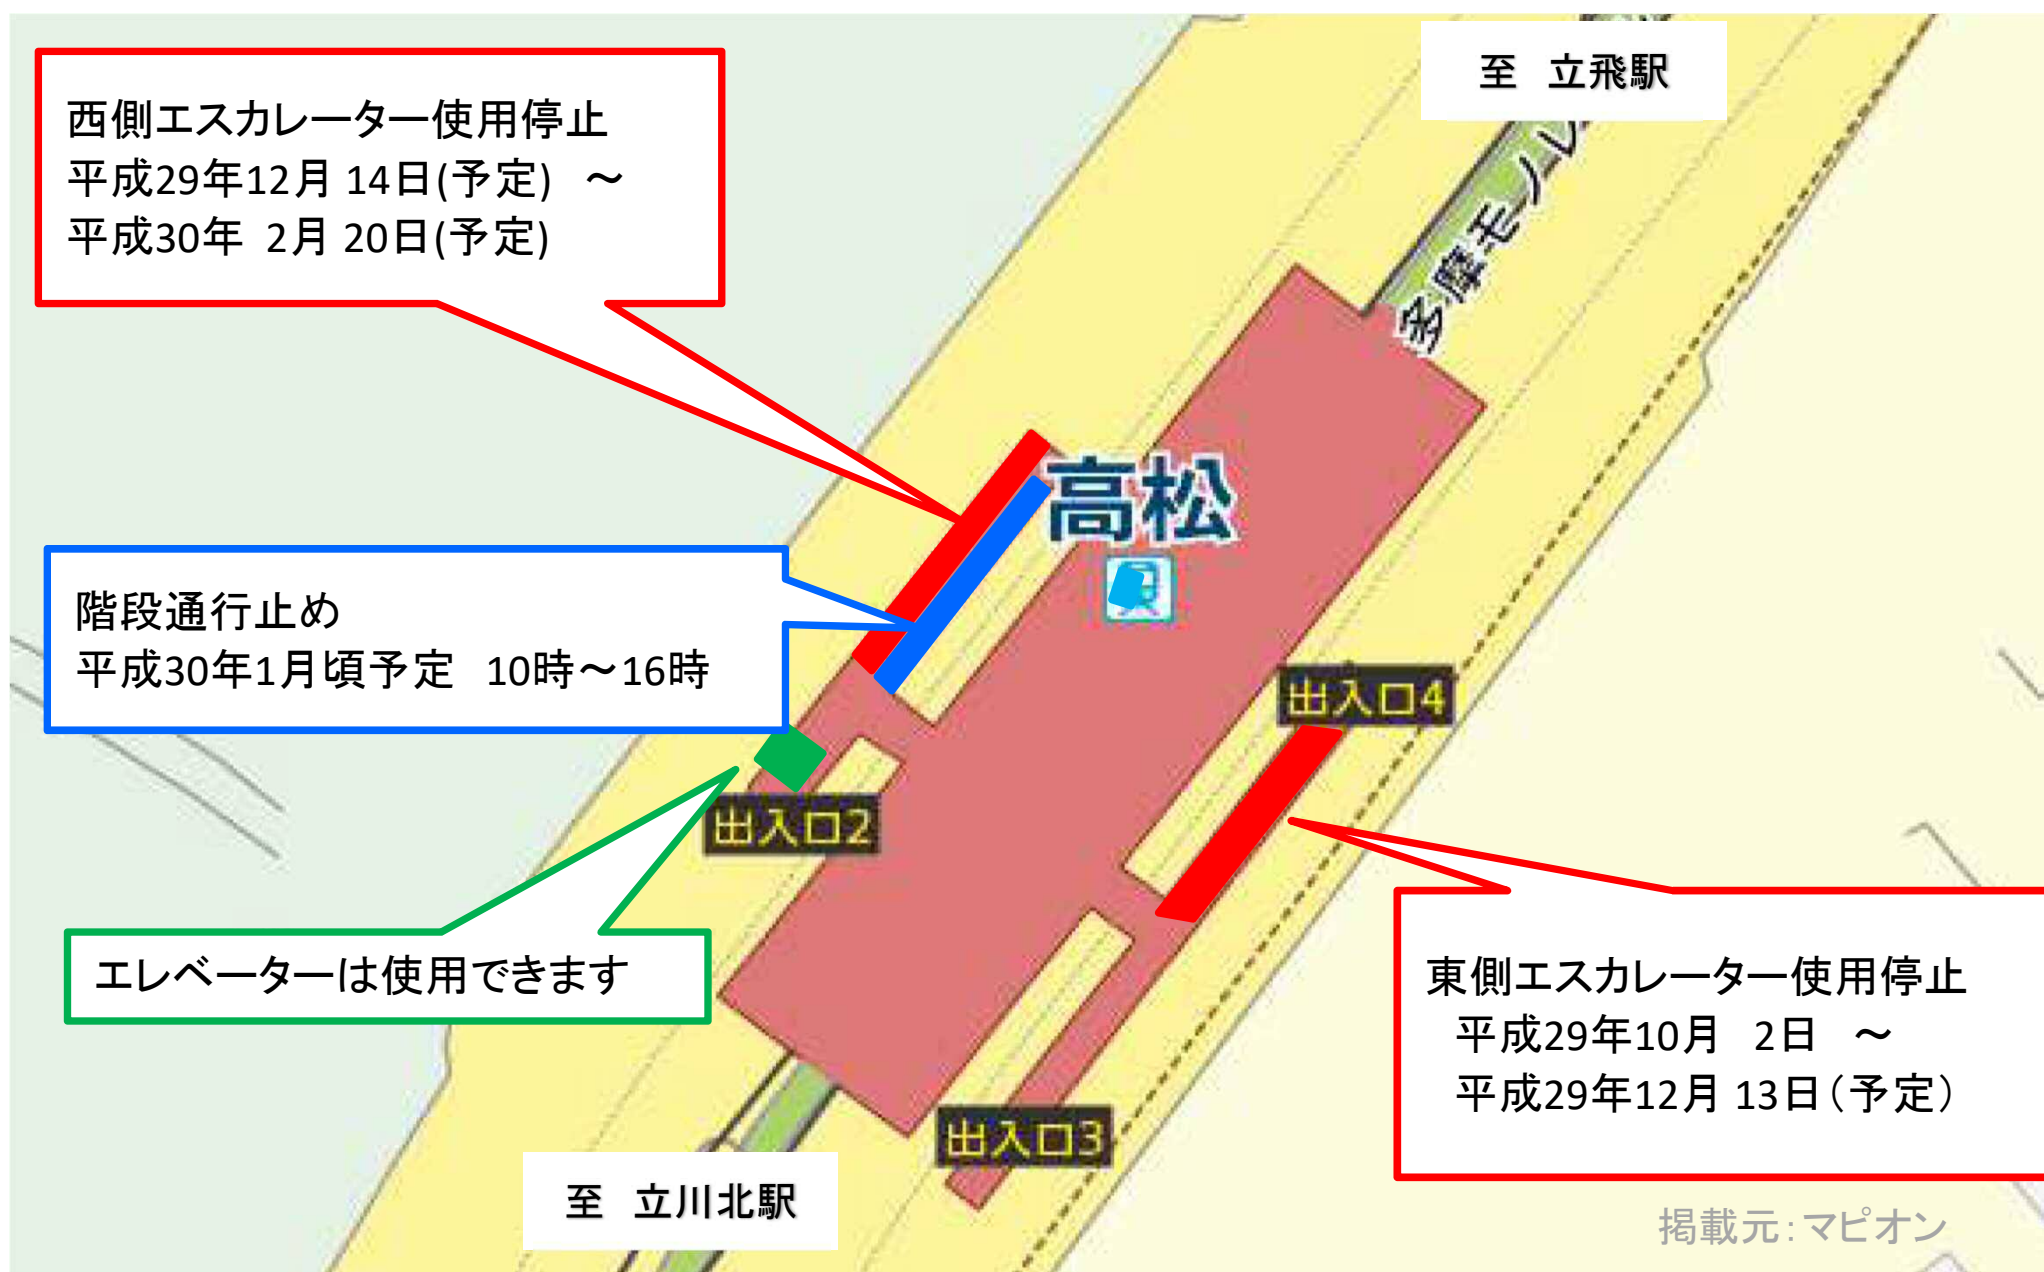 至　立飛駅
西側エスカレーター使用停止
平成29年12月 14日(予定)　～
平成30年 2月 20日(予定)
多摩モノレ
高松
階段通行止め
平成30年1月頃予定　10時～16時
出入口4
出入口2
エレベーターは使用できます
東側エスカレーター使用停止
平成29年10月　2日　～
平成29年12月 13日（予定）
出入口3
至　立川北駅
掲載元：マピオン